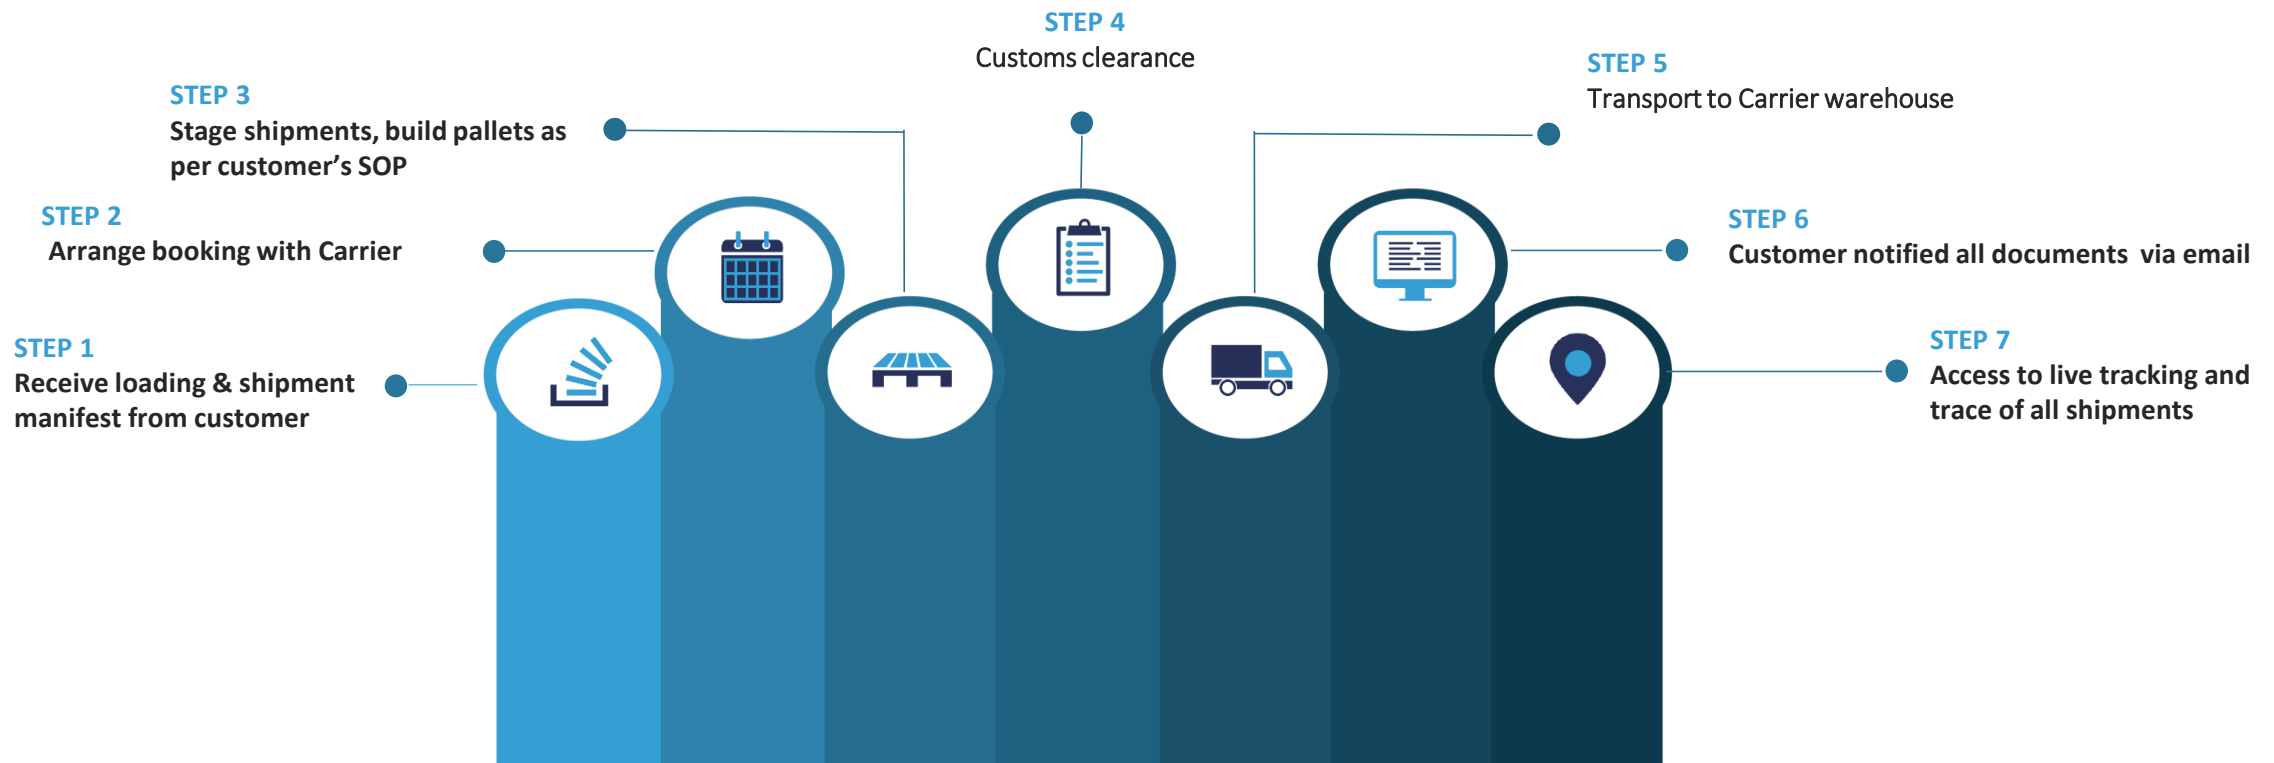 STEP 1
Receive loading & shipment
manifest from customer
STEP 2
Arrange booking with Carrier
STEP 3
Stage shipments, build pallets as
per customer’s SOP
STEP 4
Customs clearance
STEP 5
Transport to Carrier warehouse
STEP 6
Customer notified all documents  via email
STEP 7
Access to live tracking and
trace of all shipments